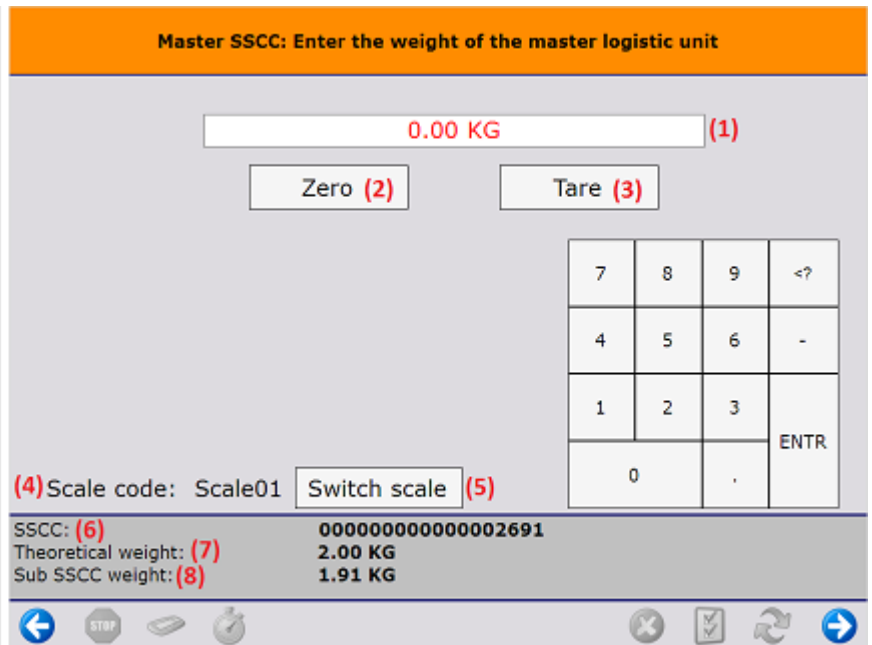 Master SSCC: Enter the weight of the master logistic unit
0.00 KG (1)
Zero (2) Tare (3)
7 8 9 <?
4 5 6 -
1 2 3
ENTR
0 .
(4) Scale code: Scale01 Switch scale (5)
SSCC: (6) 000000000000002691
Theoretical weight: (7) 2.00 KG
Sub SSCC weight: (8) 1.91 KG
STOP